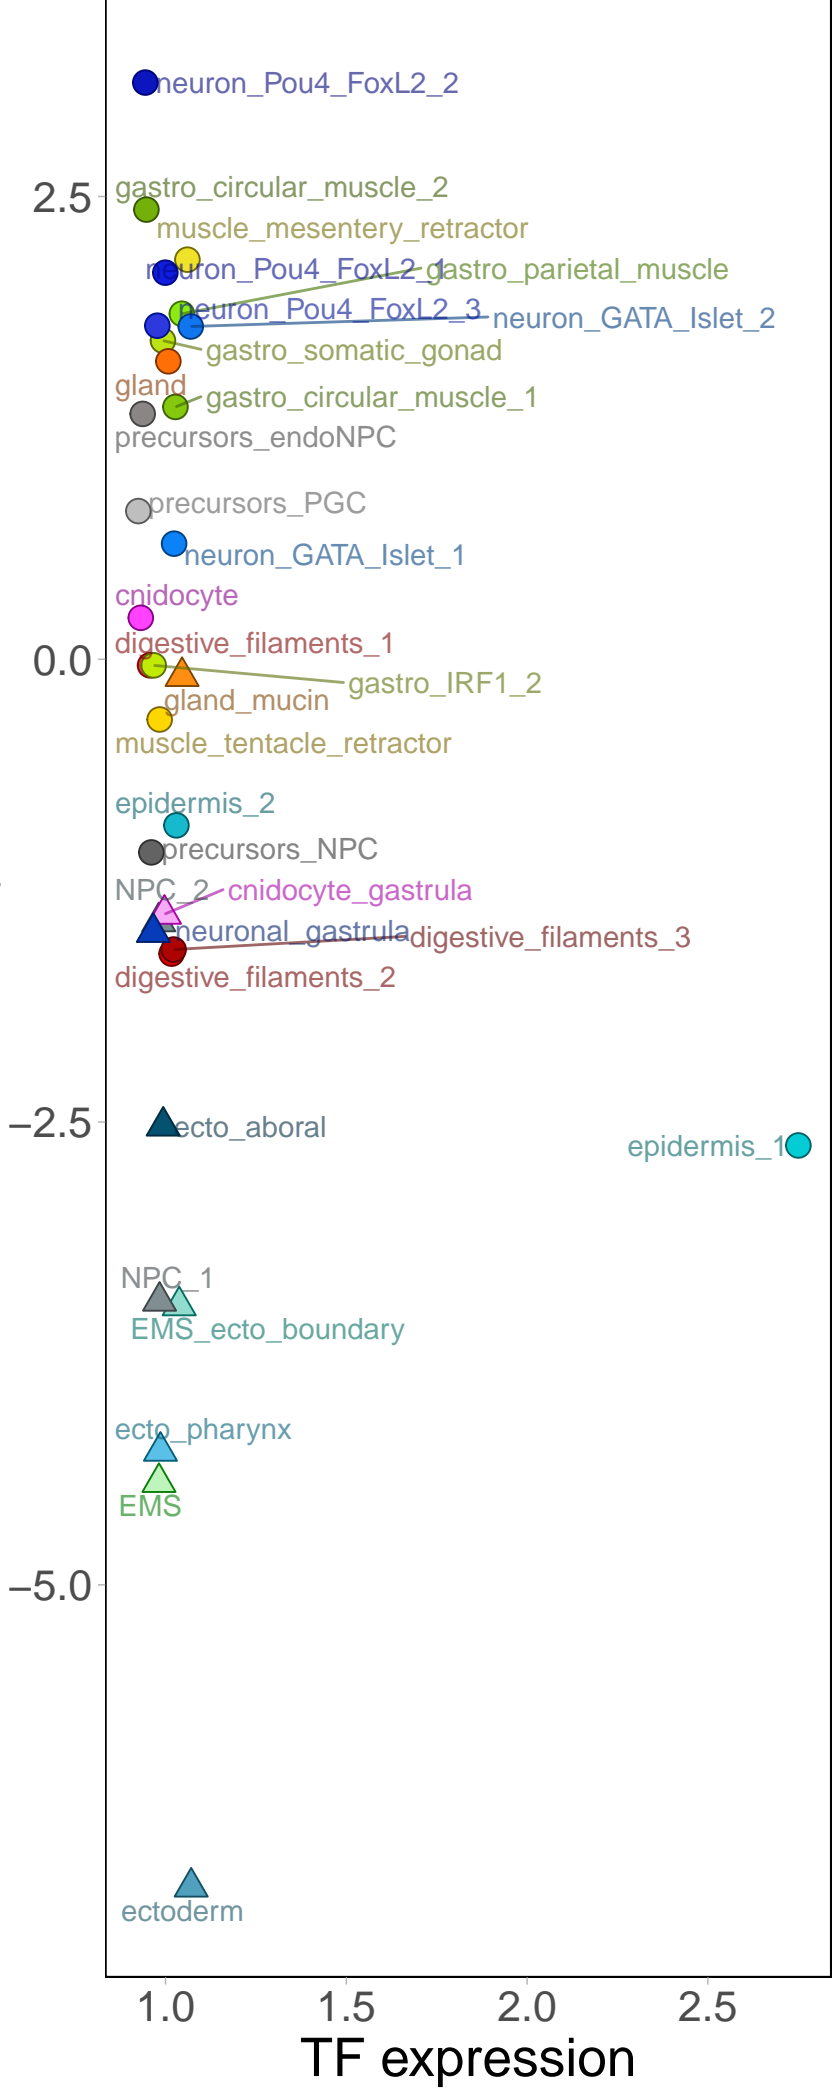 neuron_Pou4_FoxL2_2
2.5
gastro_circular_muscle_2
muscle_mesentery_retractor
neuron_Pou4_FoxL2_1
gastro_parietal_muscle
neuron_Pou4_FoxL2_3
neuron_GATA_Islet_2
gastro_somatic_gonad
gland
gastro_circular_muscle_1
precursors_endoNPC
precursors_PGC
neuron_GATA_Islet_1
cnidocyte
digestive_filaments_1
0.0
gastro_IRF1_2
gland_mucin
muscle_tentacle_retractor
epidermis_2
precursors_NPC
NPC_2
cnidocyte_gastrula
neuronal_gastrula
digestive_filaments_3
digestive_filaments_2
−2.5
ecto_aboral
epidermis_1
NPC_1
EMS_ecto_boundary
ecto_pharynx
EMS
−5.0
ectoderm
1.0 1.5 2.0 2.5
TF expression